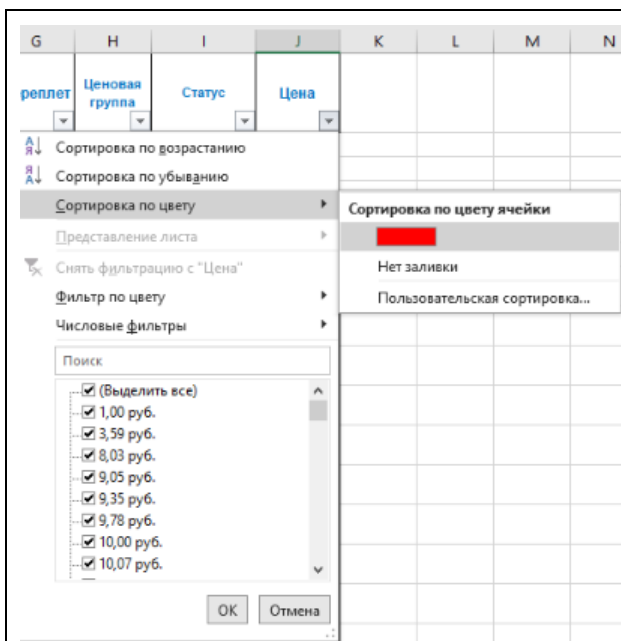 G H I J K L M N
реплет Ценовая группа Статус Цена
Сортировка по возрастанию
Сортировка по убыванию
Сортировка по цвету
Сортировка по цвету ячейки
Представление листа
Нет заливки
Снять фильтрацию с "Цена"
Пользовательская сортировка...
Фильтр по цвету
Числовые фильтры
Поиск
(Выделить все)
1,00 руб.
3,59 руб.
8,03 руб.
9,05 руб.
9,35 руб.
9,78 руб.
10,00 руб.
10,07 руб.
ОК Отмена